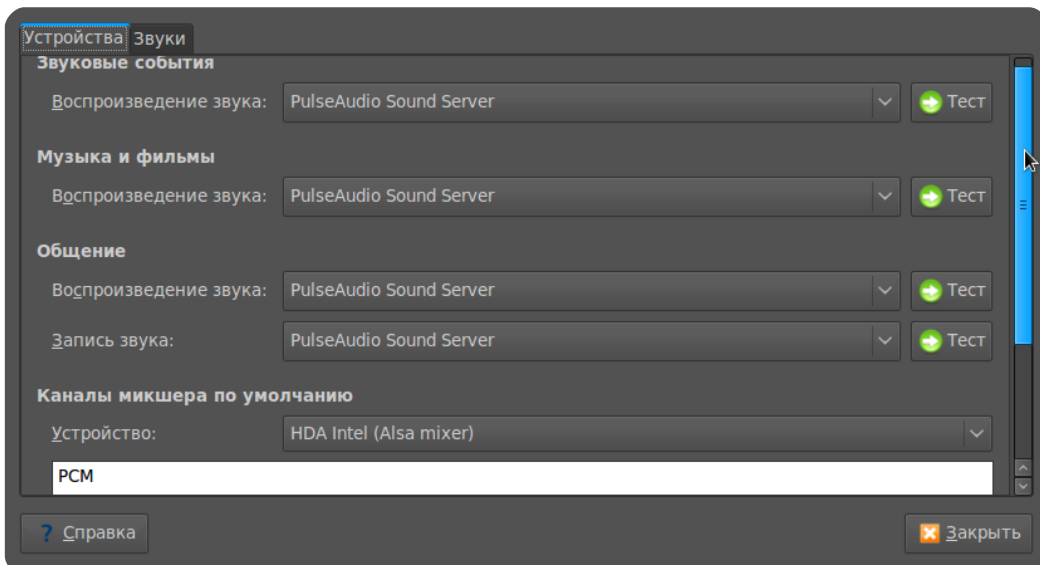 Устройства Звуки
Звуковые события
Воспроизведение звука: PulseAudio Sound Server Тест
Музыка и фильмы
Воспроизведение звука: PulseAudio Sound Server Тест
Общение
Воспроизведение звука: PulseAudio Sound Server Тест
Запись звука: PulseAudio Sound Server Тест
Каналы микшера по умолчанию
Устройство: HDA Intel (Alsa mixer)
PCM
? Справка Закрыть